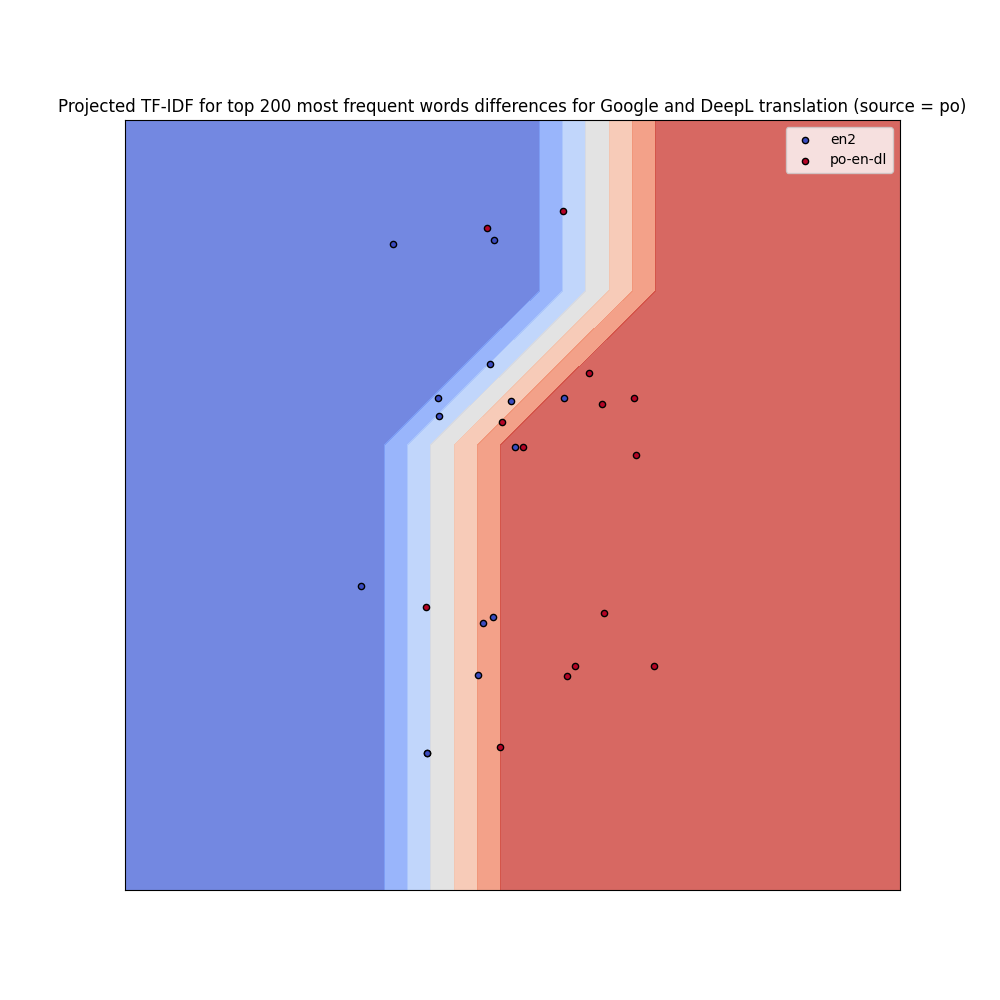 Projected TF-IDF for top 200 most frequent words differences for Google and DeepL translation (source = po)
en2
po-en-dl